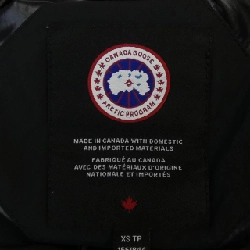 CANADA GOOSE
ARCTIC PROGRAM
MADE IN CANADA WITH DOMESTIC
AND IMPORTED MATERIALS
FABRIQUÉ AU CANADA
AVEC DES MATÉRIAUX D'ORIGINE
NATIONALE ET IMPORTÉS
XS TP